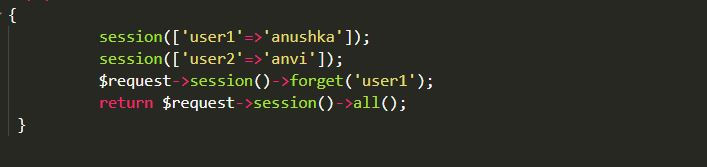 {
session(['user1'=>'anushka']);
session(['user2'=>'anvi']);
$request->session()->forget('user1');
return $request->session()->all();
}